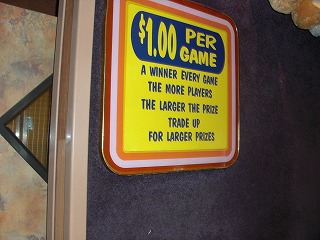 $1.00 PER
GAME
A WINNER EVERY GAME
THE MORE PLAYERS
THE LARGER THE PRIZE
TRADE UP
FOR LARGER PRIZES